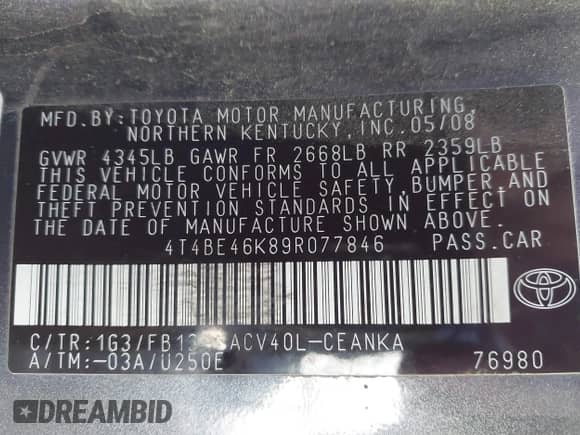 MFD.BY:TOYOTA MOTOR MANUFACTURING,
NORTHERN KENTUCKY,INC.05/08
GVWR 4345LB GAWR FR 2668LB RR 2359LB
THIS VEHICLE CONFORMS TO ALL APPLICABLE
FEDERAL MOTOR VEHICLE SAFETY,BUMPER,AND
THEFT PREVENTION STANDARDS IN EFFECT ON
THE DATE OF MANUFACTURE SHOWN ABOVE.
4T4BE46K89R077846 PASS.CAR
TOYOTA
C/TR:1G3/FB13 ACV40L-CEANKA
A/TM:-03A/U250E 76980
DREAMBID